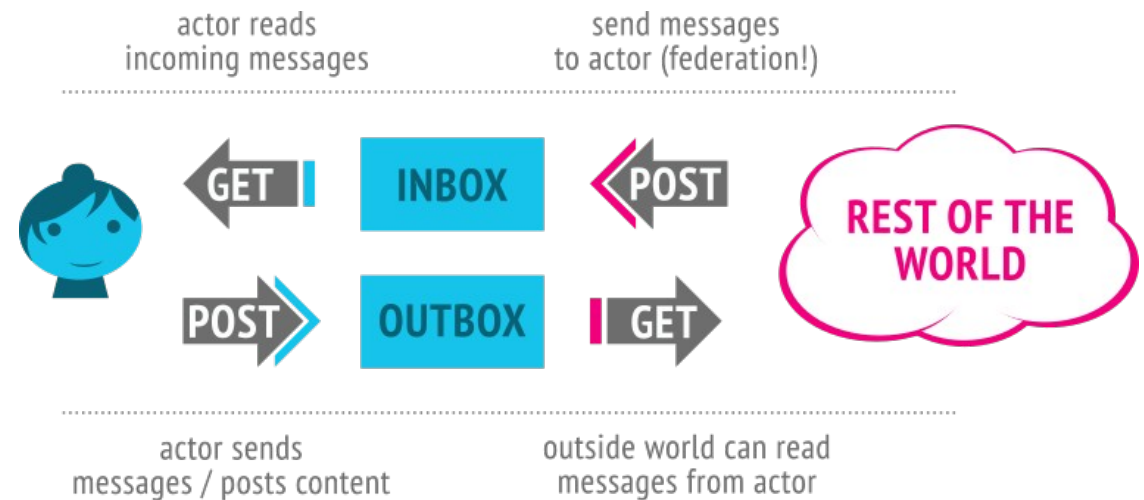 actor reads
incoming messages
send messages
to actor (federation!)
GET
INBOX
POST
REST OF THE
WORLD
POST
OUTBOX
GET
actor sends
messages / posts content
outside world can read
messages from actor